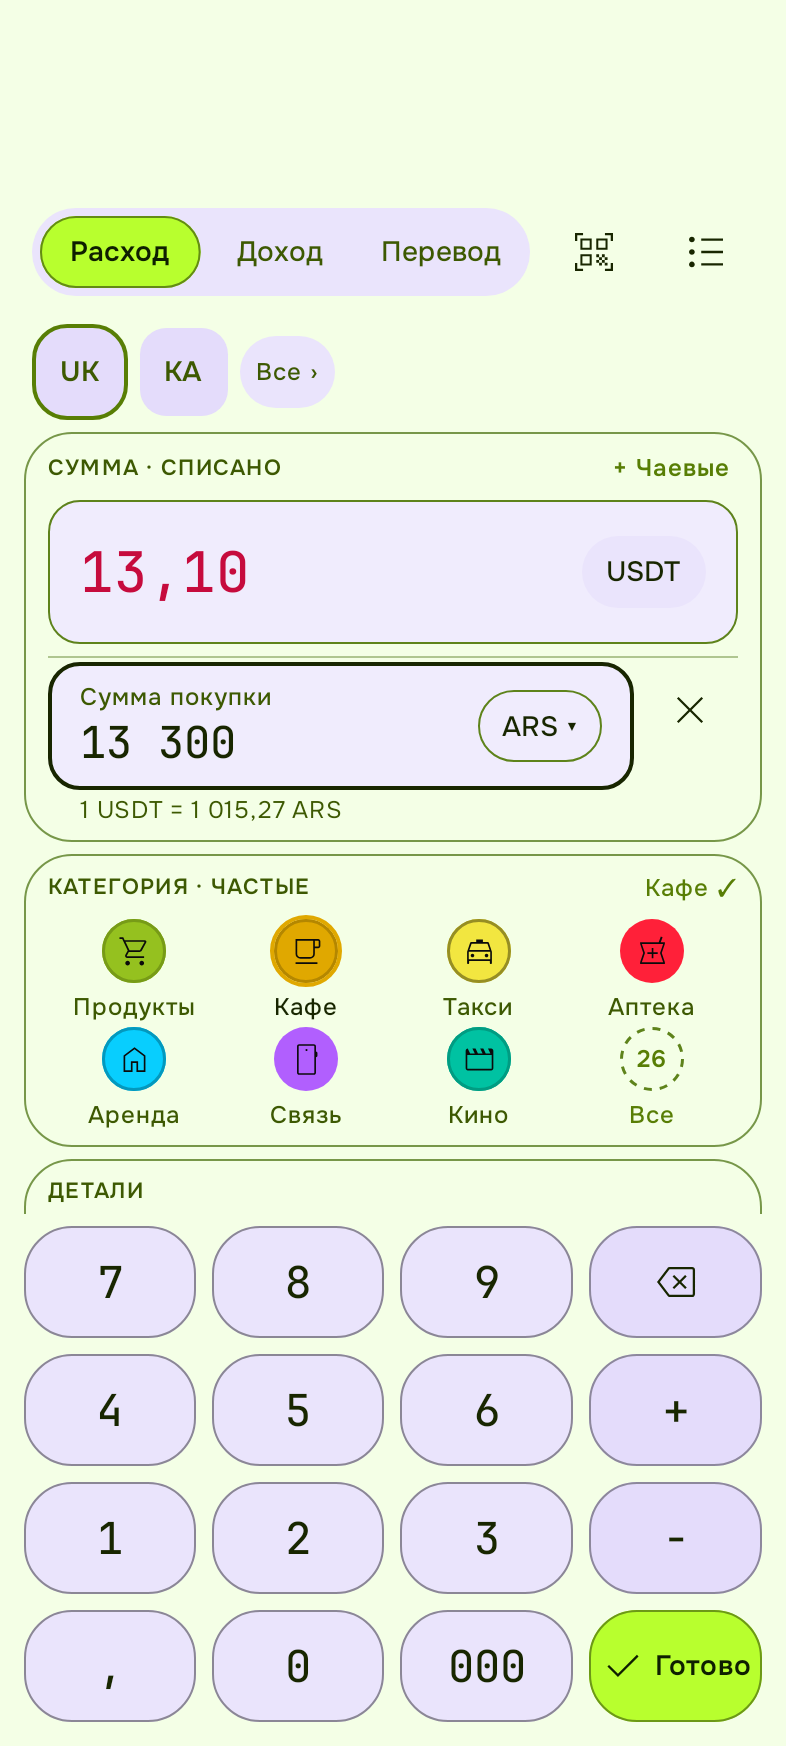 Расход Доход Перевод
UK KA Все ›
СУММА · СПИСАНО + Чаевые
13,10 USDT
Сумма покупки
13 300 ARS ▾
1 USDT = 1 015,27 ARS
КАТЕГОРИЯ · ЧАСТЫЕ Кафе ✓
Продукты Кафе Такси Аптека
26
Аренда Связь Кино Все
ДЕТАЛИ
7 8 9
4 5 6 +
1 2 3 -
, 0 000 Готово